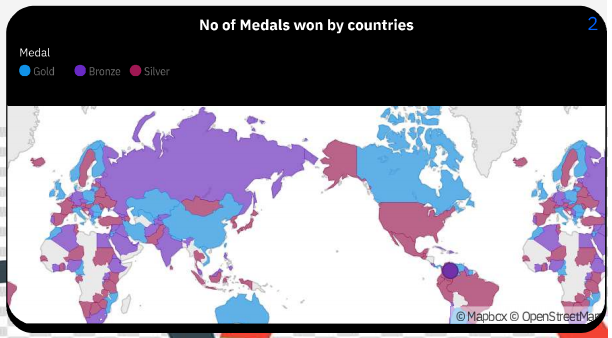 No of Medals won by countries
2
Medal
Gold
Bronze
Silver
© Mapbox © OpenStreetMap